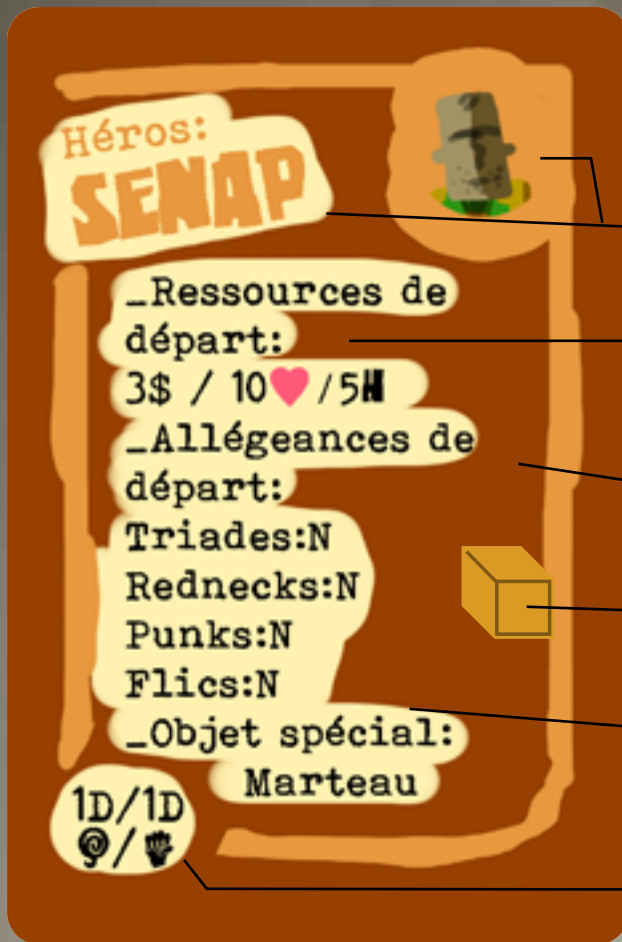 Héros:
SENAP
_Ressources de
départ:
3$ / 10♥/5
_Allégeances de
départ:
Triades:N
Rednecks:N
Punks:N
Flics:N
_Objet spécial:
Marteau
1D/1D
/